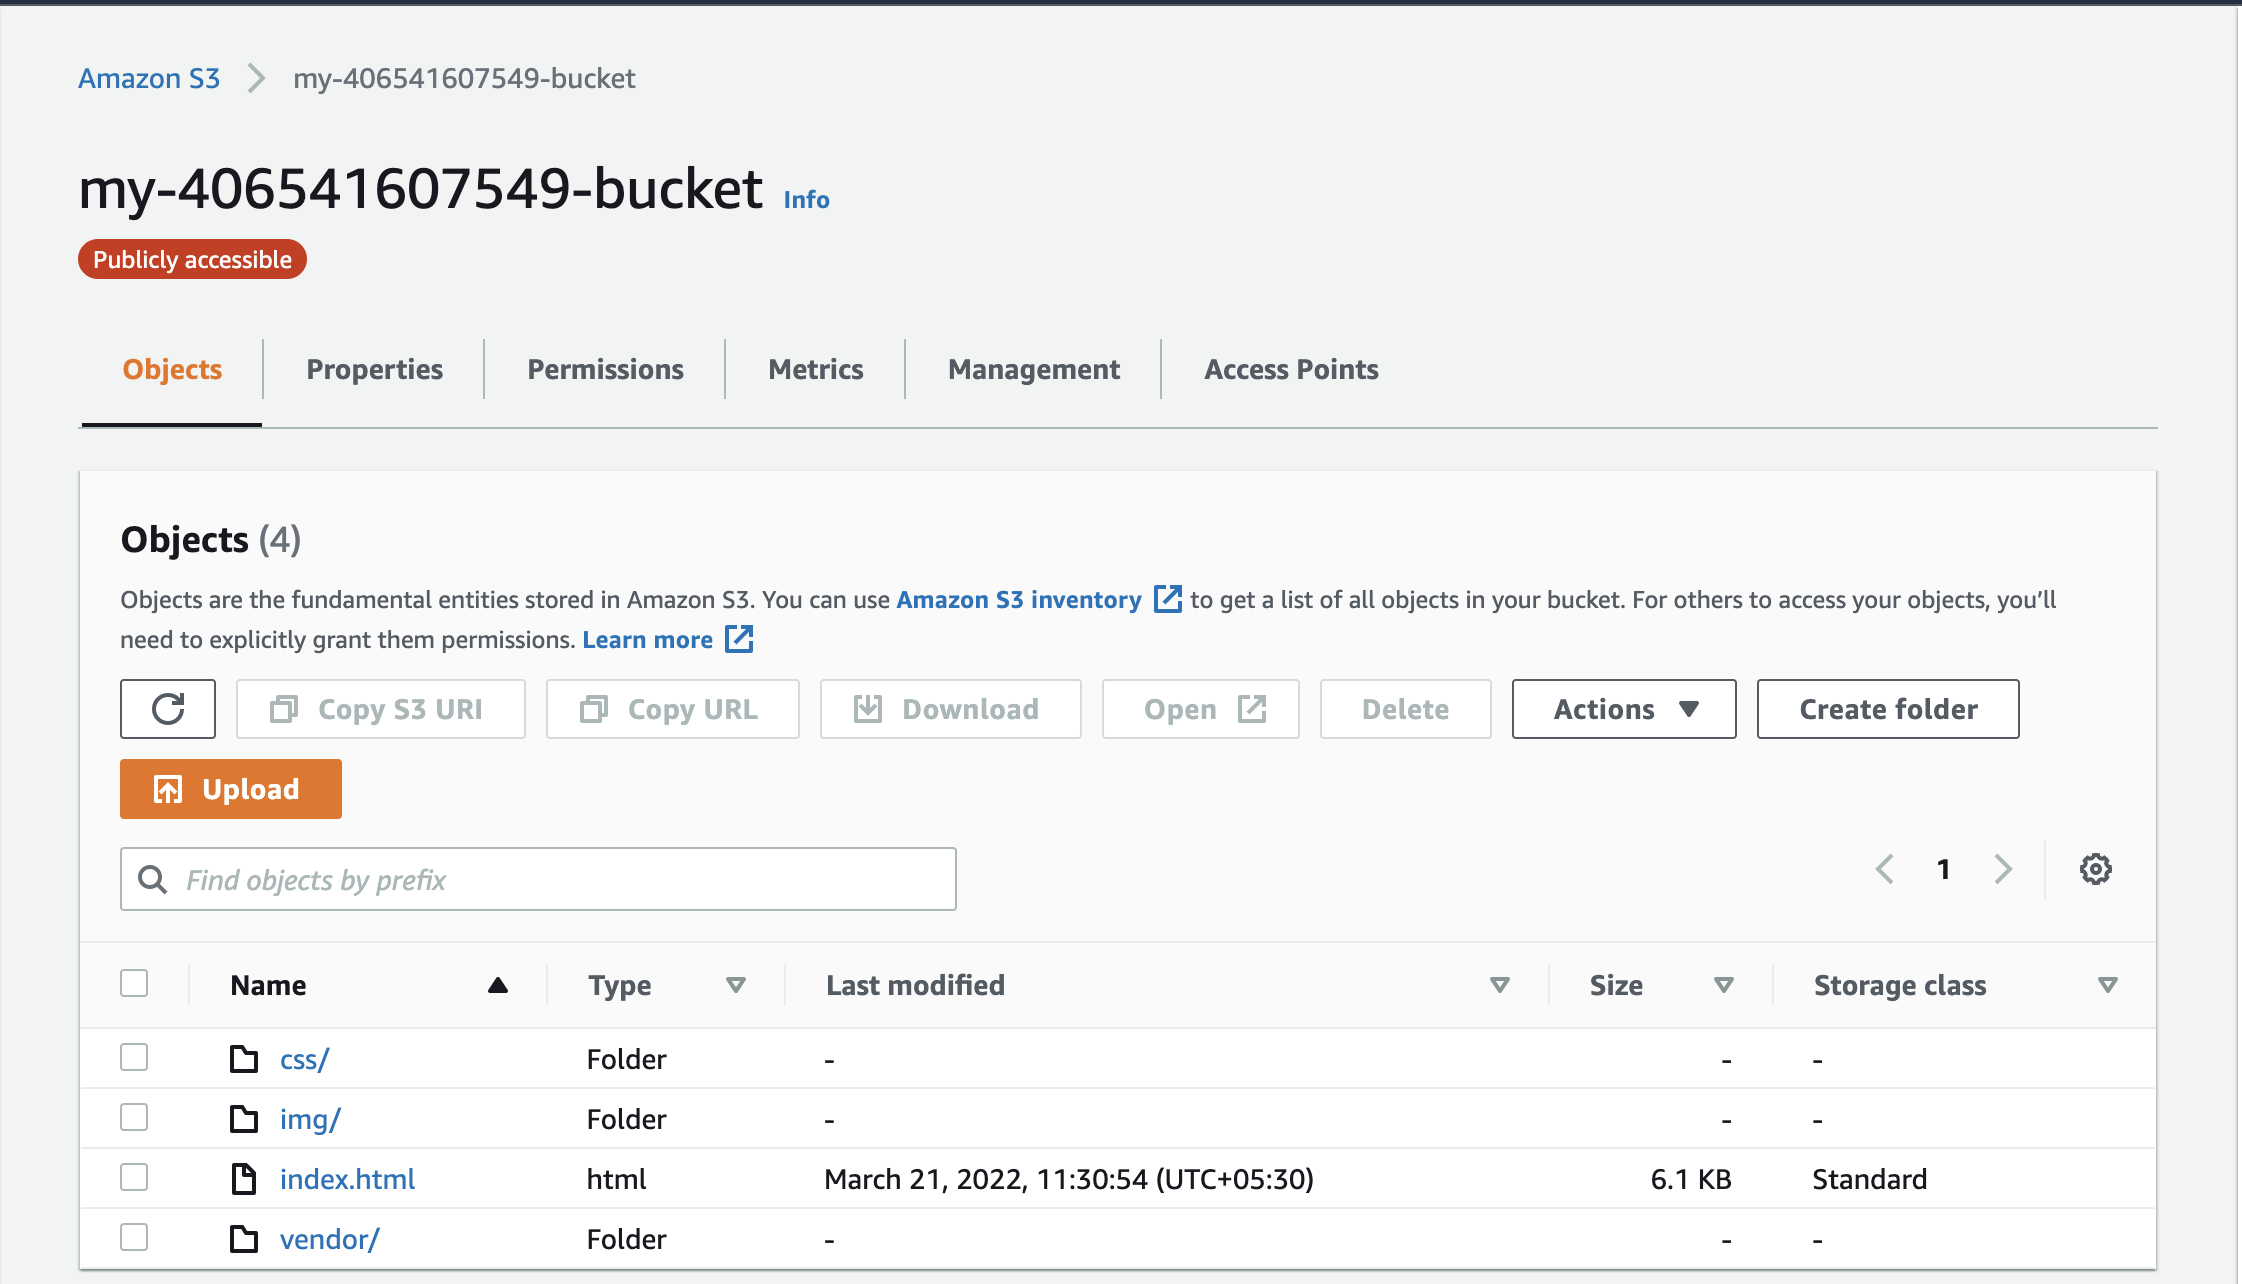 Amazon S3 my-406541607549-bucket
my-406541607549-bucket Info
Publicly accessible
Objects Properties Permissions Metrics Management Access Points
Objects (4)
Objects are the fundamental entities stored in Amazon S3. You can use Amazon S3 inventory to get a list of all objects in your bucket. For others to access your objects, you’ll
need to explicitly grant them permissions. Learn more
Copy S3 URI Copy URL Download Open Delete Actions Create folder
Upload
Find objects by prefix 1
Name Type Last modified Size Storage class
css/ Folder - - -
img/ Folder - - -
index.html html March 21, 2022, 11:30:54 (UTC+05:30) 6.1 KB Standard
vendor/ Folder - - -